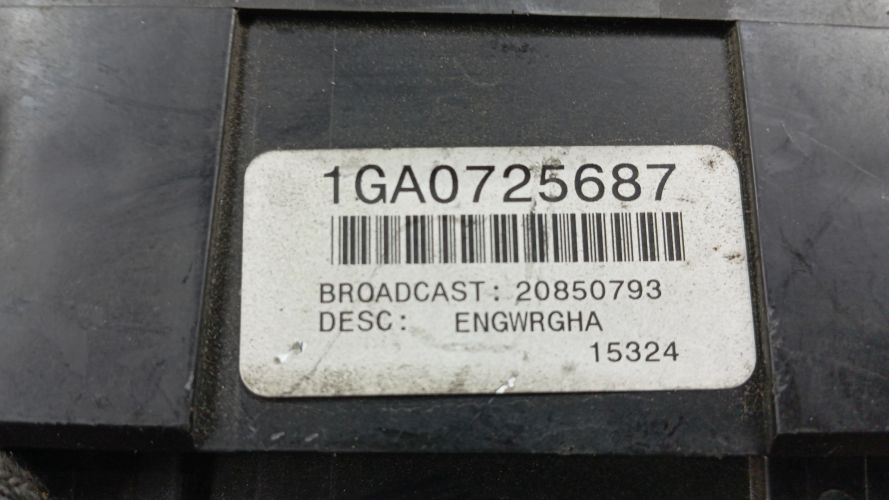 1GA0725687
BROADCAST: 20850793
DESC: ENGWRGHA
15324